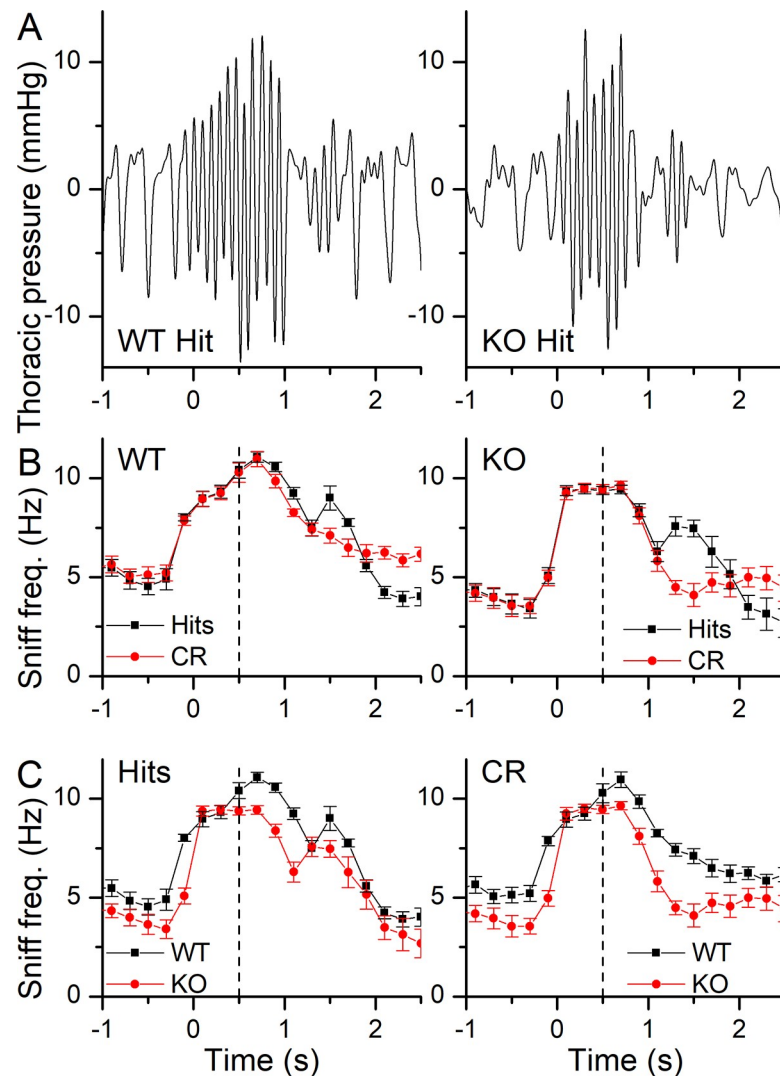 A
Thoracic pressure (mmHg)
10
0
-10
WT Hit
-1 0 1 2
10
0
-10
KO Hit
-1 0 1 2
B
Sniff freq. (Hz)
WT
10
5
0
Hits
CR
-1 0 1 2
KO
10
5
0
Hits
CR
-1 0 1 2
C
Sniff freq. (Hz)
Hits
10
5
0
WT
KO
-1 0 1 2
Time (s)
CR
10
5
0
WT
KO
-1 0 1 2
Time (s)